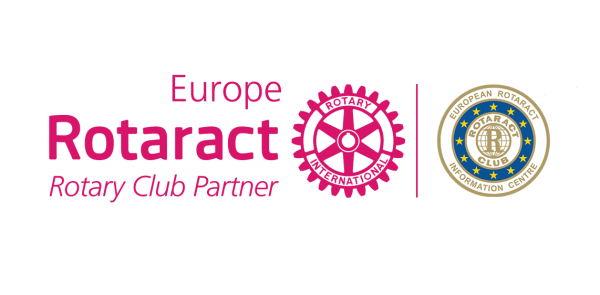 Europe
Rotaract
Rotary Club Partner
ROTARY
INTERNATIONAL
EUROPEAN ROTARACT
INFORMATION CENTRE
ROTARACT
R
CLUB